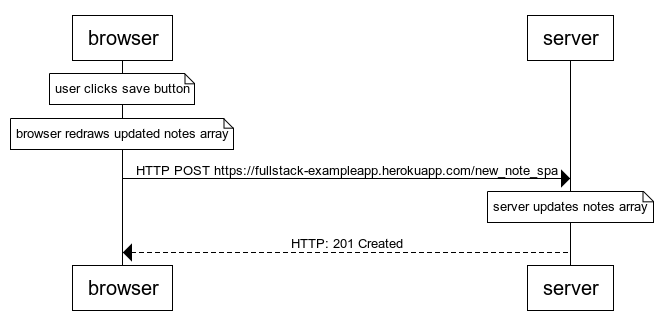 browser
server
user clicks save button
browser redraws updated notes array
HTTP POST https://fullstack-exampleapp.herokuapp.com/new_note_spa
server updates notes array
HTTP: 201 Created
browser
server